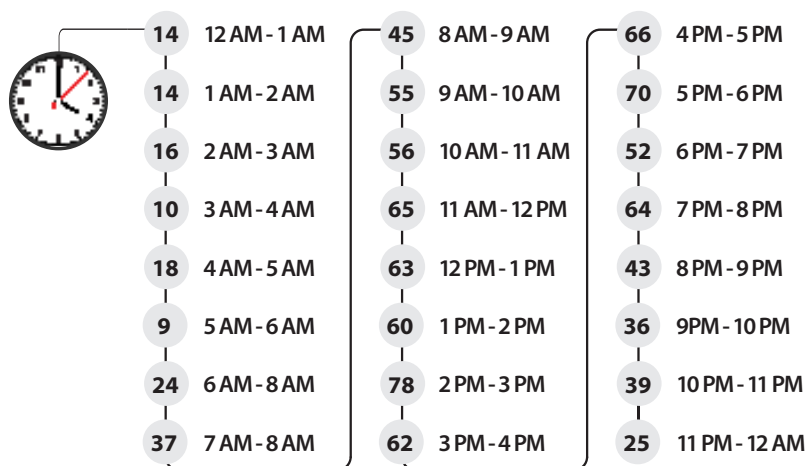 14 12 AM - 1 AM
14 1 AM - 2 AM
16 2 AM - 3 AM
10 3 AM - 4 AM
18 4 AM - 5 AM
9 5 AM - 6 AM
24 6 AM - 8 AM
37 7 AM - 8 AM
45 8 AM - 9 AM
55 9 AM - 10 AM
56 10 AM - 11 AM
65 11 AM - 12 PM
63 12 PM - 1 PM
60 1 PM - 2 PM
78 2 PM - 3 PM
62 3 PM - 4 PM
66 4 PM - 5 PM
70 5 PM - 6 PM
52 6 PM - 7 PM
64 7 PM - 8 PM
43 8 PM - 9 PM
36 9PM - 10 PM
39 10 PM - 11 PM
25 11 PM - 12 AM